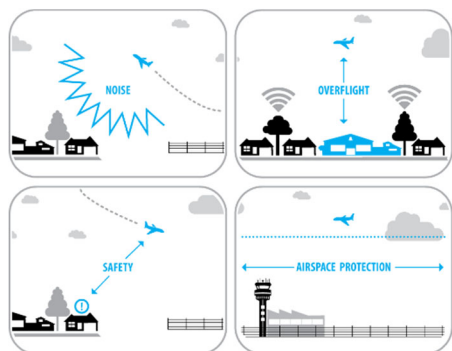 NOISE
OVERFLIGHT
SAFETY
!
AIRSPACE PROTECTION